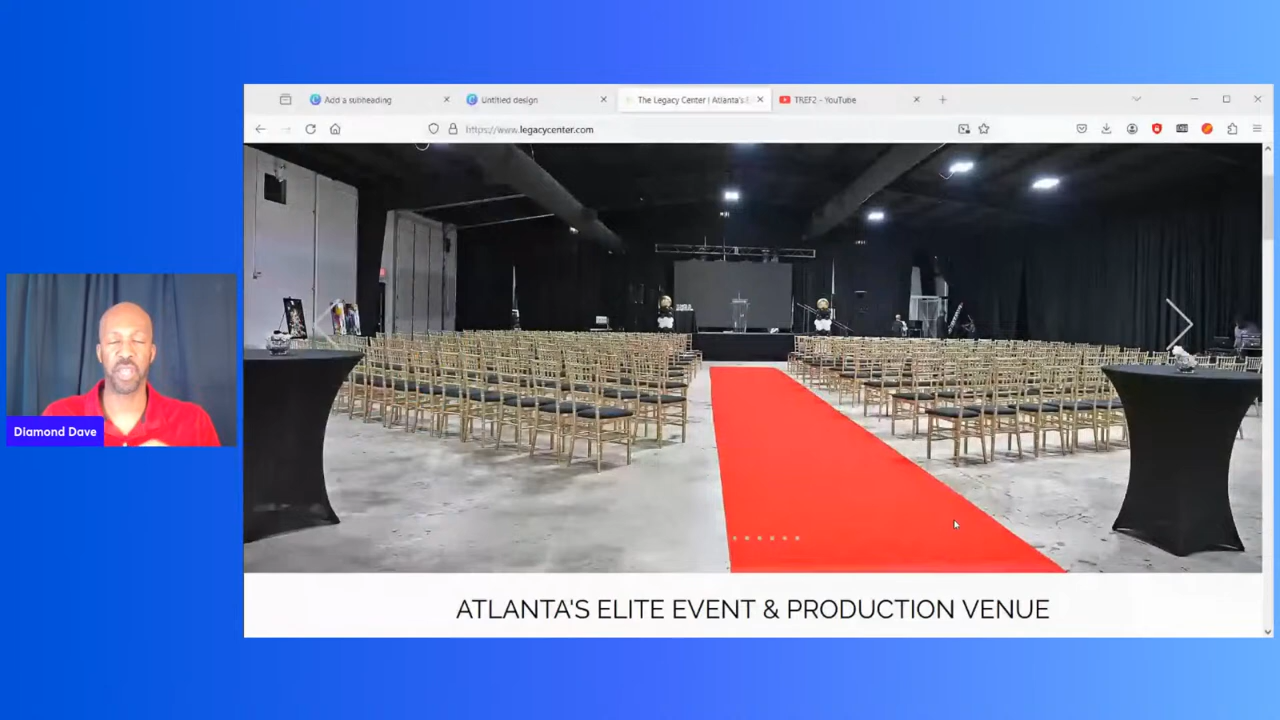 Add a subheading
Untitled design
The Legacy Center | Atlanta's E
TREF2 - YouTube
https://www.legacycenter.com
Diamond Dave
ATLANTA'S ELITE EVENT & PRODUCTION VENUE